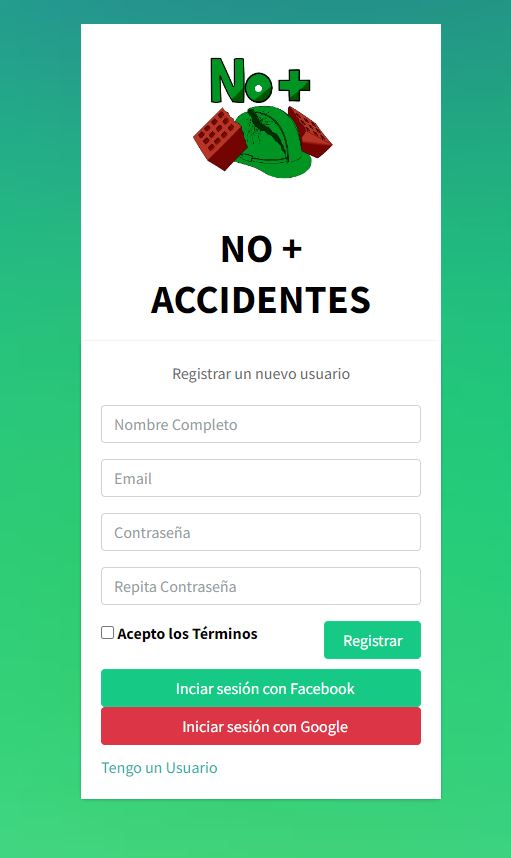 No+
NO +
ACCIDENTES
Registrar un nuevo usuario
Nombre Completo
Email
Contraseña
Repita Contraseña
Acepto los Términos
Registrar
Inciar sesión con Facebook
Iniciar sesión con Google
Tengo un Usuario